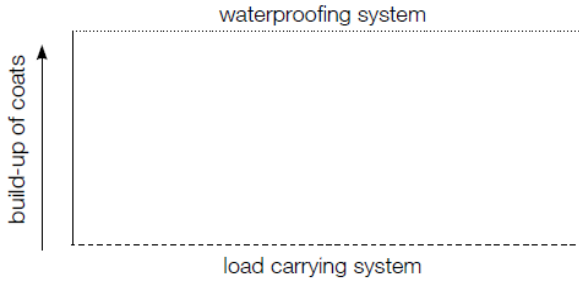 waterproofing system
build-up of coats
load carrying system